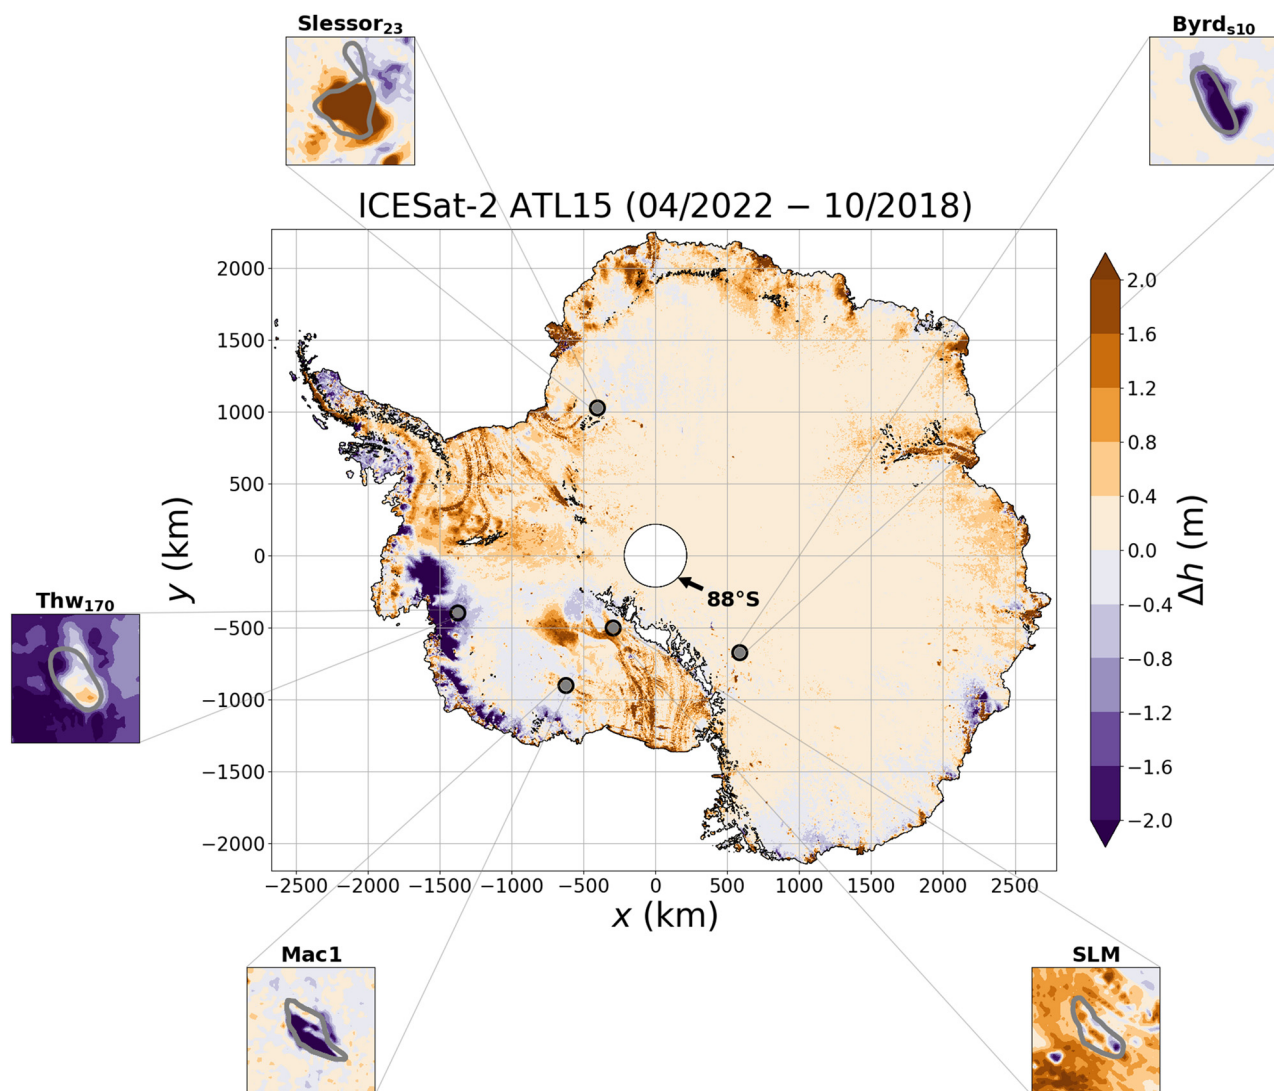 Slessor₂₃
Byrdₛ₁₀
ICESat-2 ATL15 (04/2022 − 10/2018)
2000
1500
1000
500
0
−500
−1000
−1500
−2000
y (km)
88°S
−2500 −2000 −1500 −1000 −500 0 500 1000 1500 2000 2500
x (km)
2.0
1.6
1.2
0.8
0.4
0.0
−0.4
−0.8
−1.2
−1.6
−2.0
Δh (m)
Thw₁₇₀
Mac1
SLM